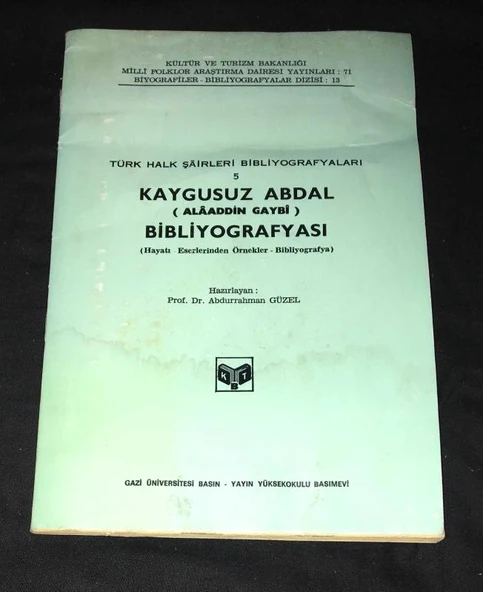 KÜLTÜR VE TURİZM BAKANLIĞI
MİLLİ FOLKLOR ARAŞTIRMA DAİRESİ YAYINLARI : 71
BİYOGRAFİLER - BİBLİYOGRAFYALAR DİZİSİ : 13
TÜRK HALK ŞÂİRLERİ BİBLİYOGRAFYALARI
5
KAYGUSUZ ABDAL
( ALÂADDİN GAYBÎ )
BİBLİYOGRAFYASI
(Hayatı Eserlerinden Örnekler - Bibliyografya)
Hazırlayan :
Prof. Dr. Abdurrahman GÜZEL
K T
B
GAZİ ÜNİVERSİTESİ BASIN - YAYIN YÜKSEKOKULU BASIMEVİ